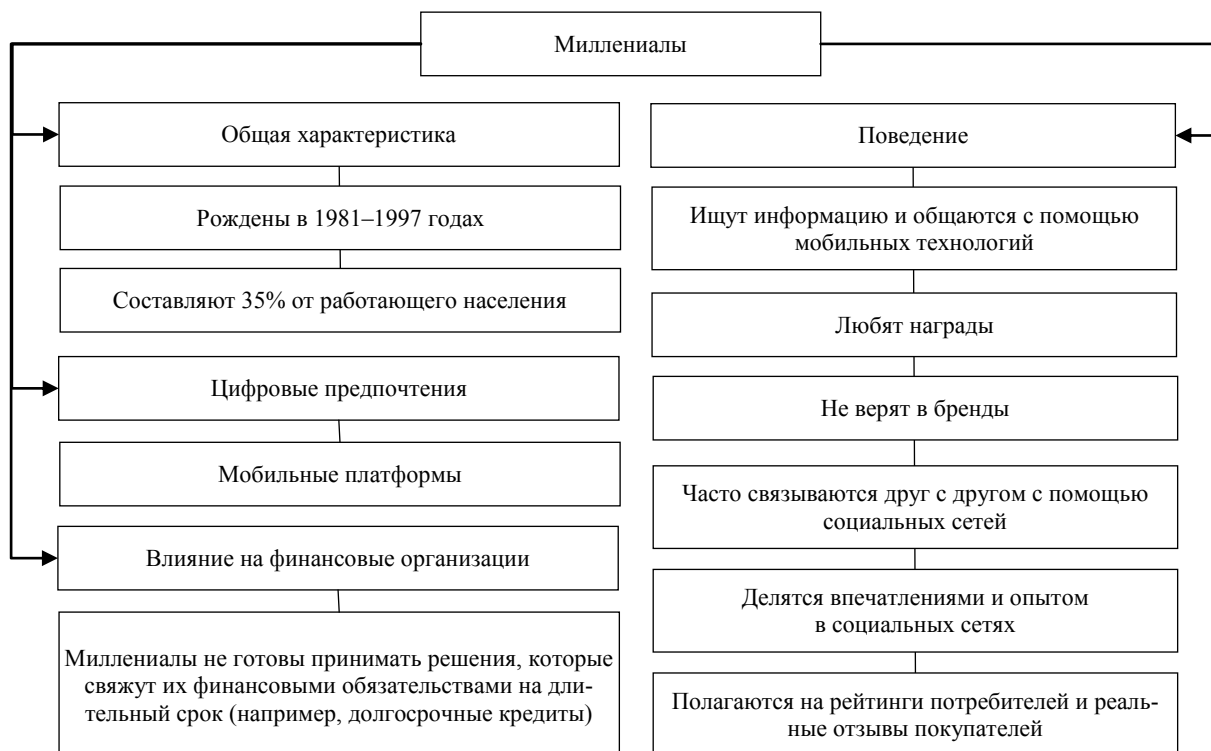 Миллениалы
Общая характеристика
Рождены в 1981–1997 годах
Составляют 35% от работающего населения
Цифровые предпочтения
Мобильные платформы
Влияние на финансовые организации
Миллениалы не готовы принимать решения, которые
свяжут их финансовыми обязательствами на дли-
тельный срок (например, долгосрочные кредиты)
Поведение
Ищут информацию и общаются с помощью
мобильных технологий
Любят награды
Не верят в бренды
Часто связываются друг с другом с помощью
социальных сетей
Делятся впечатлениями и опытом
в социальных сетях
Полагаются на рейтинги потребителей и реаль-
ные отзывы покупателей